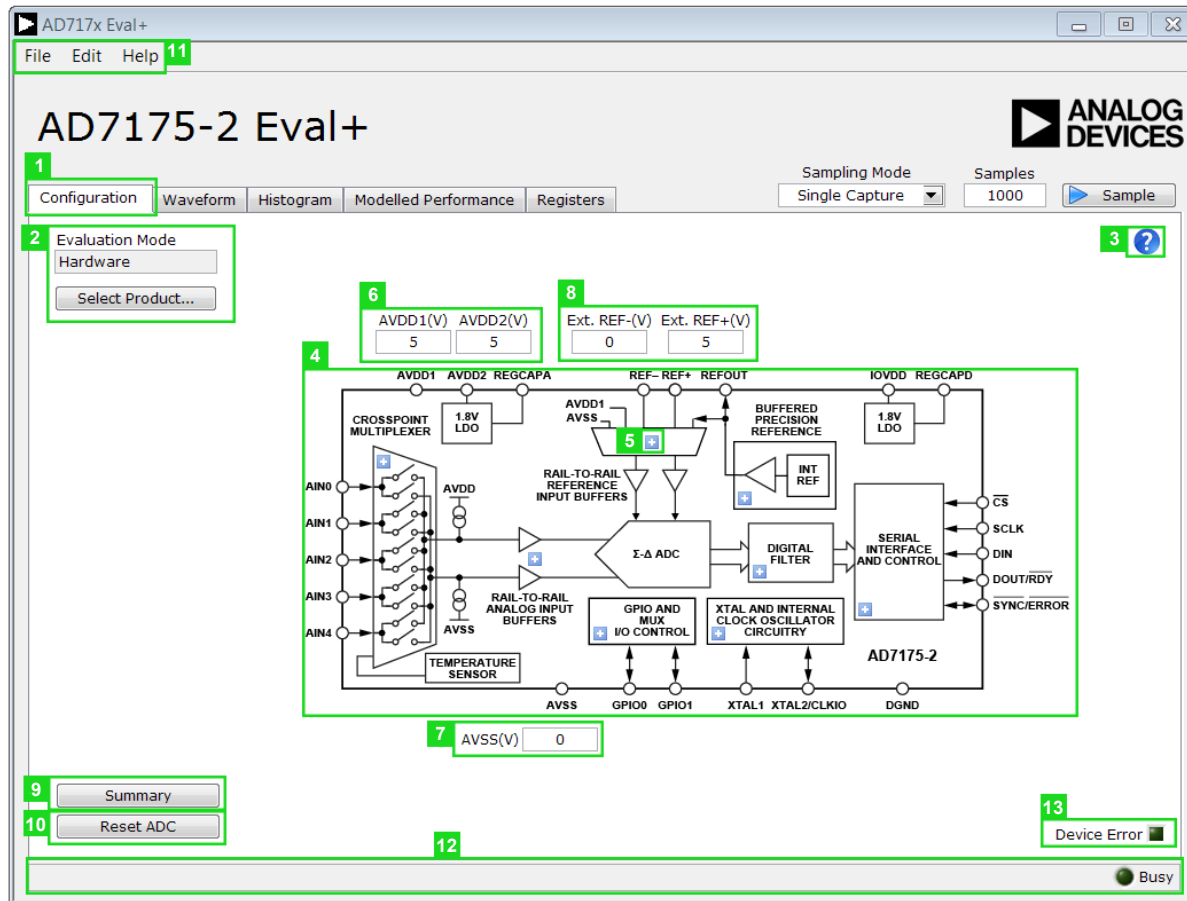 AD717x Eval+
File Edit Help 11
AD7175-2 Eval+
ANALOG
DEVICES
1
Sampling Mode Samples
Configuration Waveform Histogram Modelled Performance Registers Single Capture 1000 Sample
2 Evaluation Mode
Hardware
Select Product...
3 ?
6 8
AVDD1(V) AVDD2(V) Ext. REF-(V) Ext. REF+(V)
5 5 0 5
4
AVDD1 AVDD2 REGCAPA REF– REF+ REFOUT IOVDD REGCAPD
CROSSPOINT
MULTIPLEXER
1.8V
LDO
AVDD1
AVSS
5
BUFFERED
PRECISION
REFERENCE
INT
REF
1.8V
LDO
RAIL-TO-RAIL
REFERENCE
INPUT BUFFERS
AIN0
AIN1
AIN2
AIN3
AIN4
AVDD
AVSS
RAIL-TO-RAIL
ANALOG INPUT
BUFFERS
Σ-Δ ADC
DIGITAL
FILTER
SERIAL
INTERFACE
AND CONTROL
CS
SCLK
DIN
DOUT/RDY
SYNC/ERROR
GPIO AND
MUX
I/O CONTROL
XTAL AND INTERNAL
CLOCK OSCILLATOR
CIRCUITRY
TEMPERATURE
SENSOR
AD7175-2
AVSS GPIO0 GPIO1 XTAL1 XTAL2/CLKIO DGND
7 AVSS(V) 0
9 Summary
10 Reset ADC
13
Device Error
12
Busy